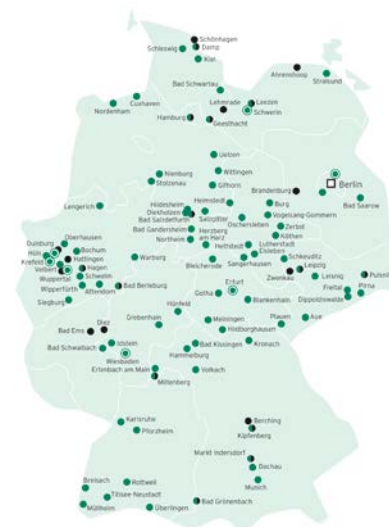 Schönhagen
Schleswig
Damp
Kiel
Ahrenshoop
Stralsund
Bad Schwartau
Cuxhaven
Nordenham
Lehmrade
Leezen
Schwerin
Hamburg
Geesthacht
Uelzen
Wittingen
Nienburg
Stolzenau
Gifhorn
Brandenburg
Berlin
Bad Saarow
Lengerich
Hildesheim
Diekholzen
Bad Salzdetfurth
Helmstedt
Salzgitter
Burg
Vogelsang-Gommern
Oschersleben
Zerbst
Köthen
Bad Gandersheim
Herzberg
am Harz
Northeim
Hettstedt
Lutherstadt
Eisleben
Oberhausen
Duisburg
Bochum
Hattingen
Krefeld
Velbert
Hagen
Wuppertal
Schwelm
Wipperfürth
Attendorn
Siegburg
Warburg
Bleicherode
Sangerhausen
Schkeuditz
Leipzig
Zwenkau
Leisnig
Pulsnitz
Freital
Pirna
Dippoldiswalde
Bad Berleburg
Erfurt
Gotha
Blankenhain
Hünfeld
Plauen
Aue
Diez
Bad Ems
Grebenhain
Meiningen
Hildburghausen
Bad Schwalbach
Idstein
Wiesbaden
Bad Kissingen
Kronach
Hammelburg
Erlenbach am Main
Miltenberg
Volkach
Karlsruhe
Pforzheim
Berching
Kipfenberg
Markt Indersdorf
Dachau
Munich
Breisach
Rottweil
Titisee-Neustadt
Müllheim
Überlingen
Bad Grönenbach